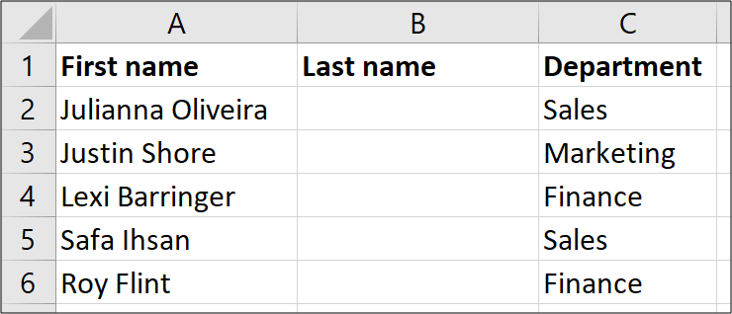 A B C
1 First name Last name Department
2 Julianna Oliveira Sales
3 Justin Shore Marketing
4 Lexi Barringer Finance
5 Safa Ihsan Sales
6 Roy Flint Finance